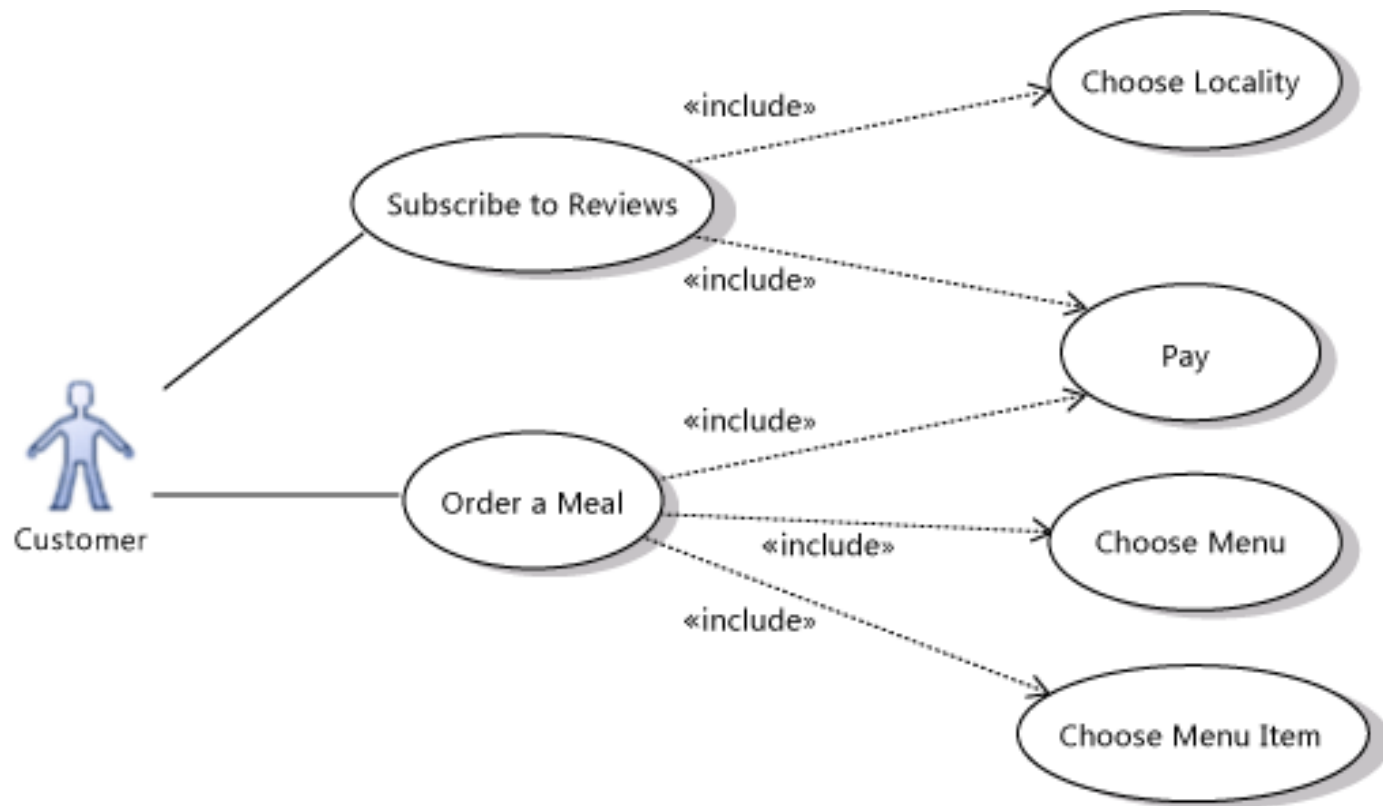 Choose Locality
«include»
Subscribe to Reviews
«include»
Pay
«include»
Order a Meal
Customer
«include»
Choose Menu
«include»
Choose Menu Item